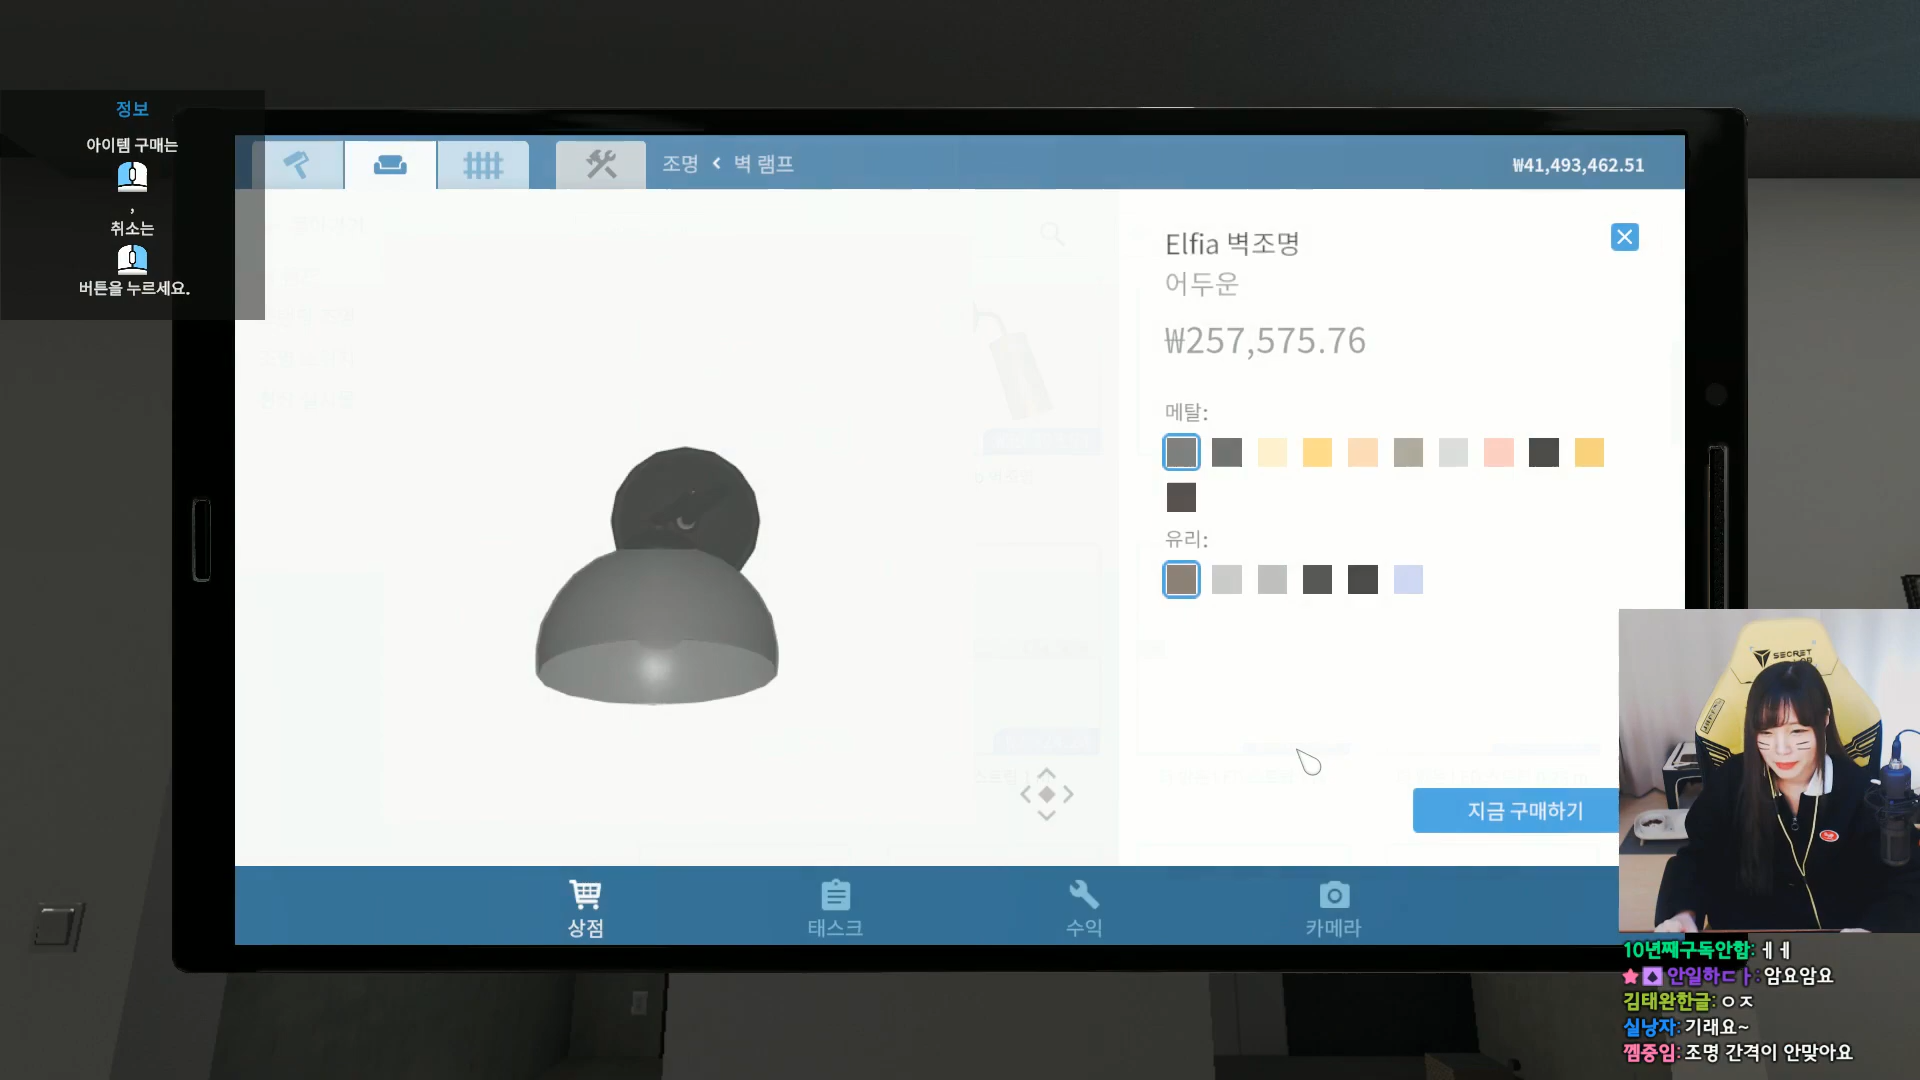 정보
아이템 구매는
,
취소는
버튼을 누르세요.
조명 < 벽 램프
₩41,493,462.51
Elfia 벽조명
어두운
₩257,575.76
메탈:
유리:
지금 구매하기
상점
태스크
수익
카메라
SECRET
10년째구독안함: ㅔㅔ
안일하ㄷㅏ: 암요암요
김태완한글: ㅇㅈ
실낭자: 기래요~
껨중임: 조명 간격이 안맞아요